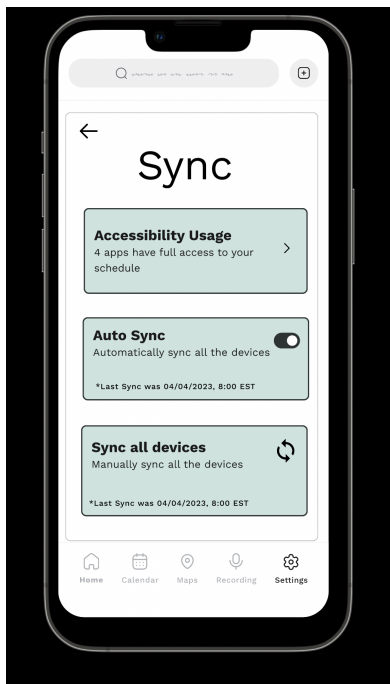 Sync
Accessibility Usage
4 apps have full access to your
schedule
Auto Sync
Automatically sync all the devices
*Last Sync was 04/04/2023, 8:00 EST
Sync all devices
Manually sync all the devices
*Last Sync was 04/04/2023, 8:00 EST
Home Calendar Maps Recording Settings